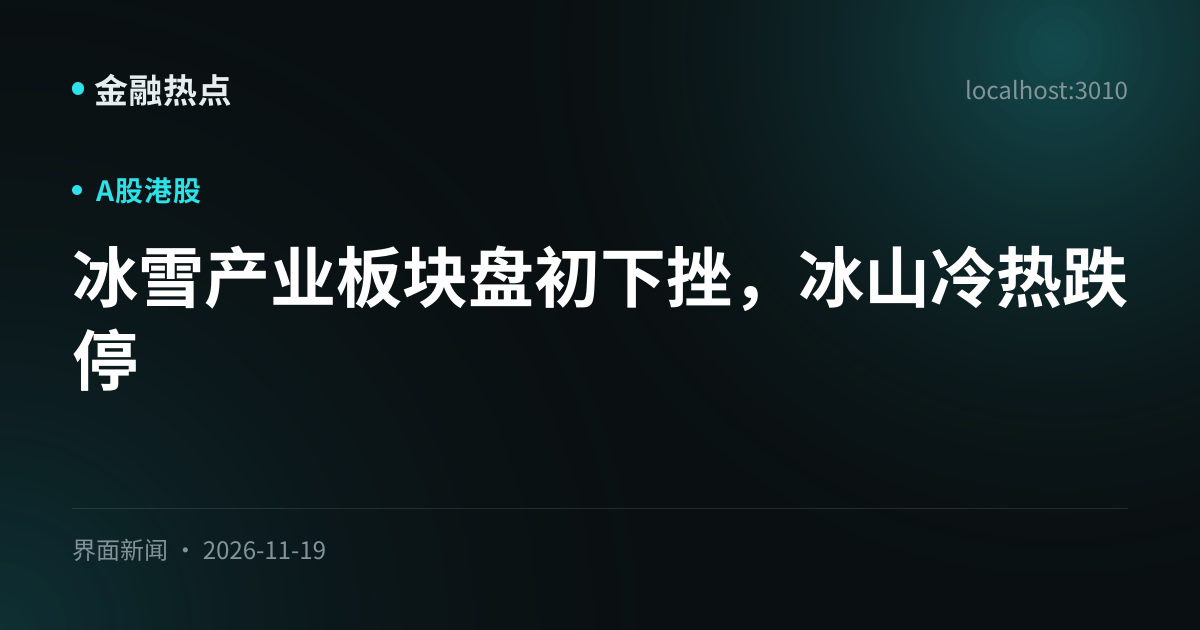 金融热点
localhost:3010
A股港股
冰雪产业板块盘初下挫，冰山冷热跌
停
界面新闻 · 2026-11-19